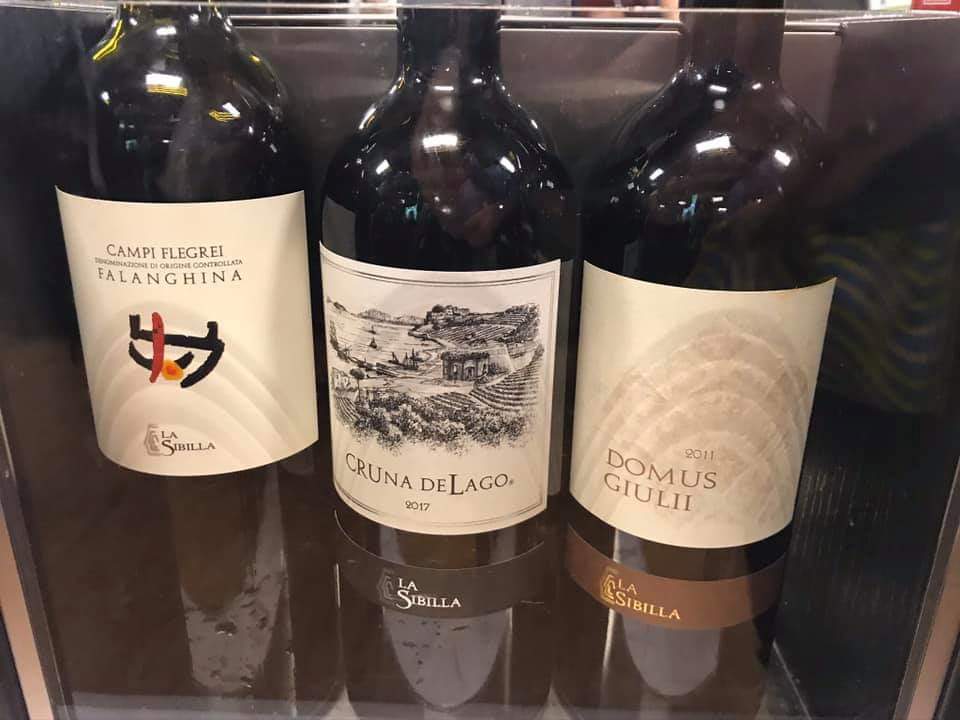 CAMPI FLEGREI
DENOMINAZIONE DI ORIGINE CONTROLLATA
FALANGHINA
LA
SIBILLA
CRUNA DELAGO®
2017
LA
SIBILLA
2011
DOMUS
GIULII
LA
SIBILLA